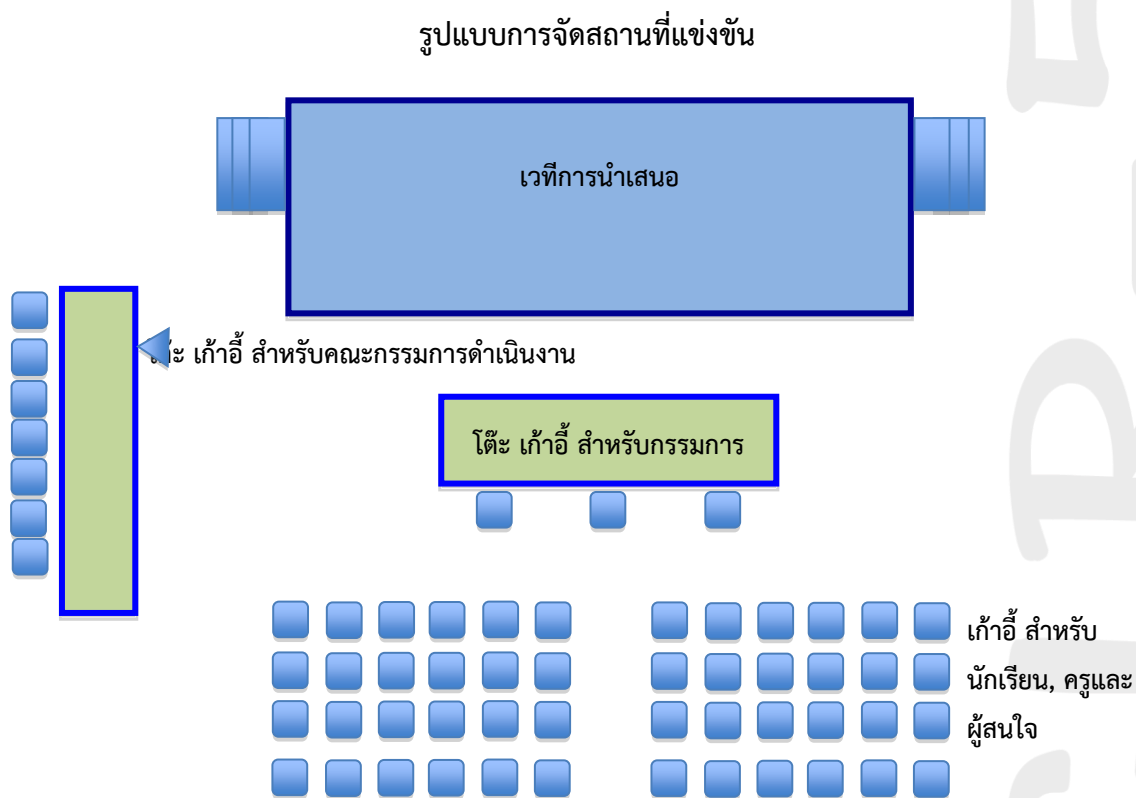 รูปแบบการจัดสถานที่แข่งขัน
เวทีการนำเสนอ
เก้าอี้ สำหรับคณะกรรมการดำเนินงาน
โต๊ะ เก้าอี้ สำหรับกรรมการ
เก้าอี้ สำหรับ
นักเรียน, ครูและ
ผู้สนใจ